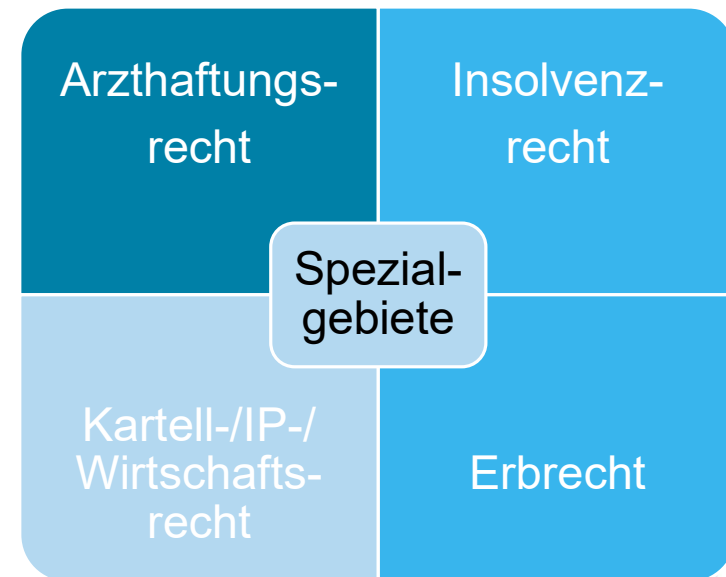 Arzthaftungs-
recht
Insolvenz-
recht
Spezial-
gebiete
Kartell-/IP-/
Wirtschafts-
recht
Erbrecht